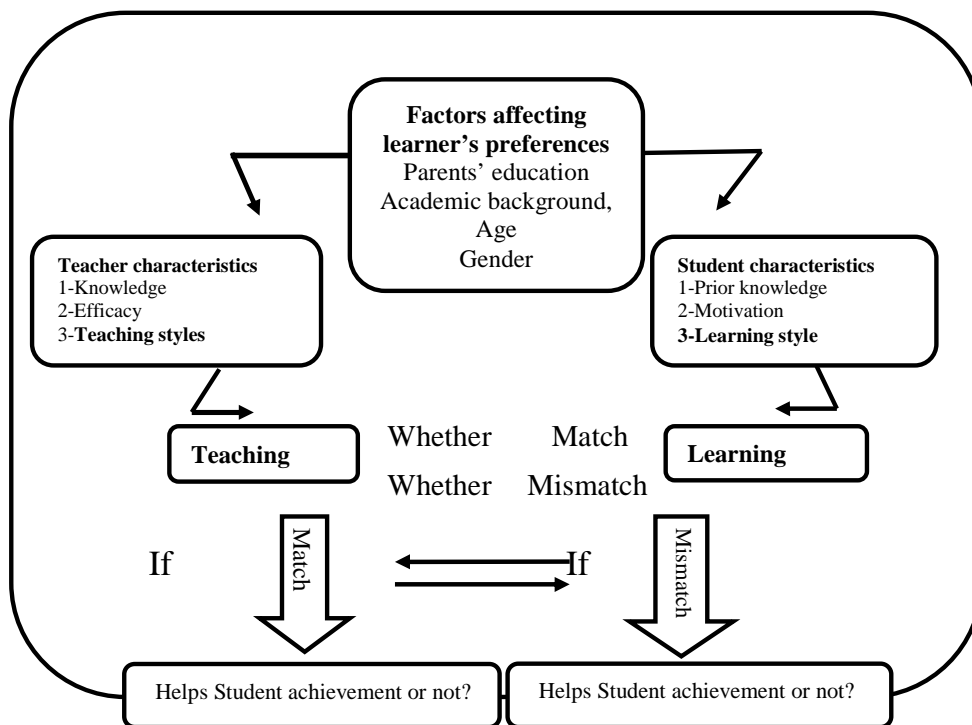 Factors affecting
learner’s preferences
Parents’ education
Academic background,
Age
Gender
Teacher characteristics
1-Knowledge
2-Efficacy
3-Teaching styles
Student characteristics
1-Prior knowledge
2-Motivation
3-Learning style
Teaching
Whether Match
Whether Mismatch
Learning
If
Match
If
Mismatch
Helps Student achievement or not?
Helps Student achievement or not?